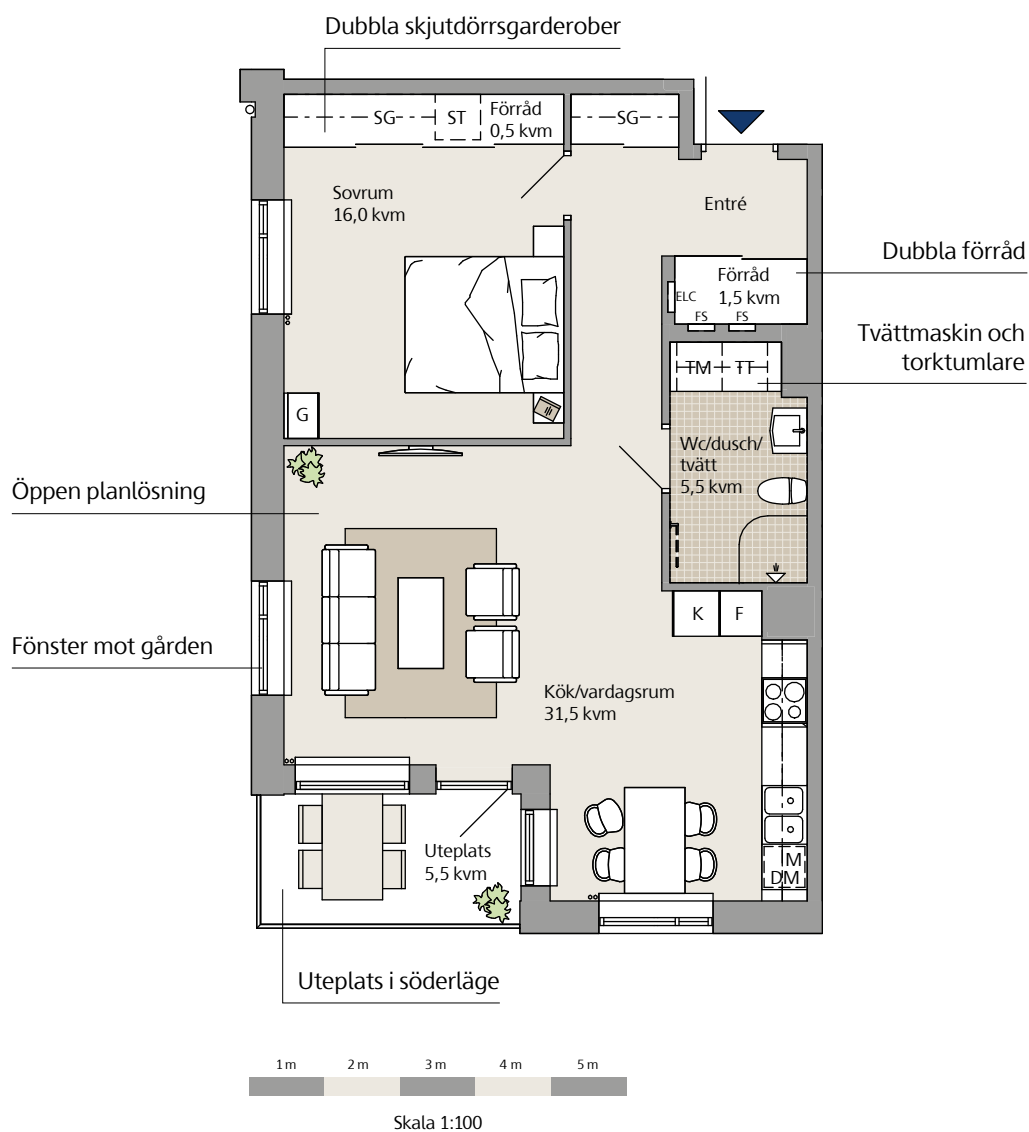 Dubbla skjutdörrsgarderober
SG
ST
Förråd
0,5 kvm
SG
Sovrum
16,0 kvm
Entré
Dubbla förråd
Förråd
1,5 kvm
ELC
FS
FS
Tvättmaskin och
torktumlare
TM
TT
G
Wc/dusch/
tvätt
5,5 kvm
Öppen planlösning
K
F
Fönster mot gården
Kök/vardagsrum
31,5 kvm
Uteplats
5,5 kvm
M
DM
Uteplats i söderläge
1 m
2 m
3 m
4 m
5 m
Skala 1:100